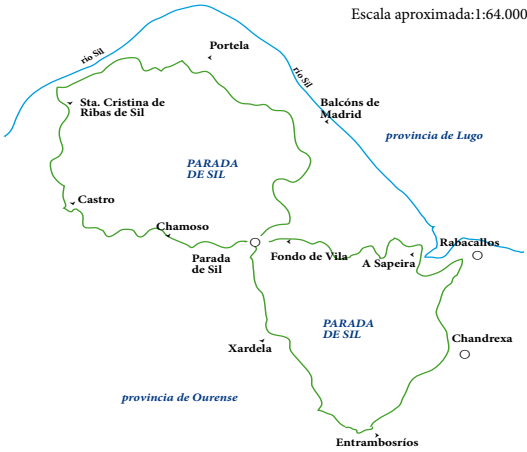 Escala aproximada:1:64.000
Portela
río Sil
río Sil
Sta. Cristina de
Ribas de Sil
Balcóns de
Madrid
provincia de Lugo
PARADA
DE SIL
Castro
Chamoso
Parada
de Sil
Fondo de Vila
A Sapeira
Rabacallos
PARADA
DE SIL
Xardela
Chandrexa
provincia de Ourense
Entrambosríos